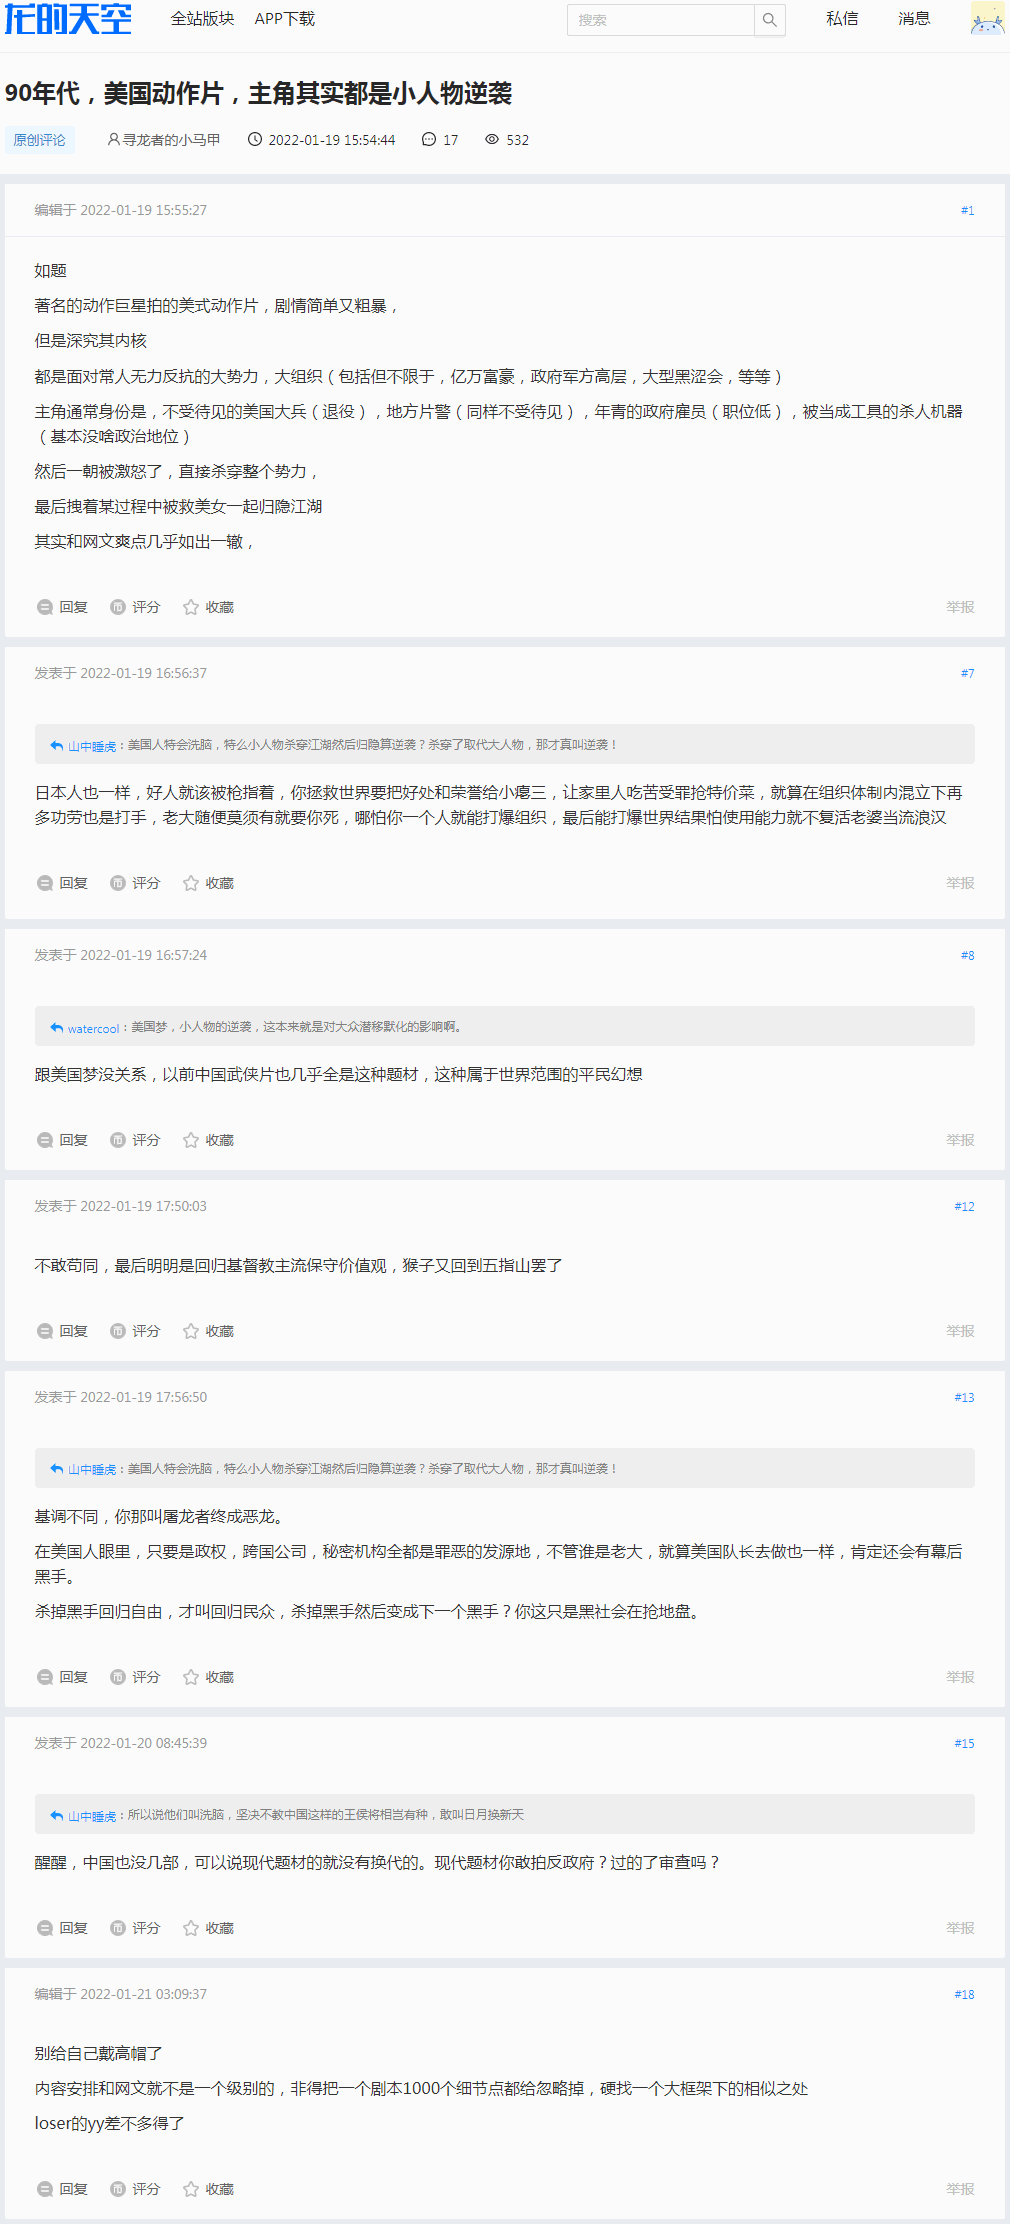 龙的天空 全站版块 APP下载 搜索 私信 消息
90年代，美国动作片，主角其实都是小人物逆袭
原创评论 寻龙者的小马甲 2022-01-19 15:54:44 17 532
编辑于 2022-01-19 15:55:27 #1
如题
著名的动作巨星拍的美式动作片，剧情简单又粗暴，
但是深究其内核
都是面对常人无力反抗的大势力，大组织（包括但不限于，亿万富豪，政府军方高层，大型黑涩会，等等）
主角通常身份是，不受待见的美国大兵（退役），地方片警（同样不受待见），年青的政府雇员（职位低），被当成工具的杀人机器
（基本没啥政治地位）
然后一朝被激怒了，直接杀穿整个势力，
最后拽着某过程中被救美女一起归隐江湖
其实和网文爽点几乎如出一辙，
回复 评分 收藏 举报
发表于 2022-01-19 16:56:37 #7
山中睡虎：美国人特会洗脑，特么小人物杀穿江湖然后归隐算逆袭？杀穿了取代大人物，那才真叫逆袭！
日本人也一样，好人就该被枪指着，你拯救世界要把好处和荣誉给小瘪三，让家里人吃苦受罪抢特价菜，就算在组织体制内混立下再
多功劳也是打手，老大随便莫须有就要你死，哪怕你一个人就能打爆组织，最后能打爆世界结果怕使用能力就不复活老婆当流浪汉
回复 评分 收藏 举报
发表于 2022-01-19 16:57:24 #8
watercool：美国梦，小人物的逆袭，这本来就是对大众潜移默化的影响啊。
跟美国梦没关系，以前中国武侠片也几乎全是这种题材，这种属于世界范围的平民幻想
回复 评分 收藏 举报
发表于 2022-01-19 17:50:03 #12
不敢苟同，最后明明是回归基督教主流保守价值观，猴子又回到五指山罢了
回复 评分 收藏 举报
发表于 2022-01-19 17:56:50 #13
山中睡虎：美国人特会洗脑，特么小人物杀穿江湖然后归隐算逆袭？杀穿了取代大人物，那才真叫逆袭！
基调不同，你那叫屠龙者终成恶龙。
在美国人眼里，只要是政权，跨国公司，秘密机构全都是罪恶的发源地，不管谁是老大，就算美国队长去做也一样，肯定还会有幕后
黑手。
杀掉黑手回归自由，才叫回归民众，杀掉黑手然后变成下一个黑手？你这只是黑社会在抢地盘。
回复 评分 收藏 举报
发表于 2022-01-20 08:45:39 #15
山中睡虎：所以说他们叫洗脑，坚决不教中国这样的王侯将相岂有种，敢叫日月换新天
醒醒，中国也没几部，可以说现代题材的就没有换代的。现代题材你敢拍反政府？过的了审查吗？
回复 评分 收藏 举报
编辑于 2022-01-21 03:09:37 #18
别给自己戴高帽了
内容安排和网文就不是一个级别的，非得把一个剧本1000个细节点都给忽略掉，硬找一个大框架下的相似之处
loser的yy差不多得了
回复 评分 收藏 举报